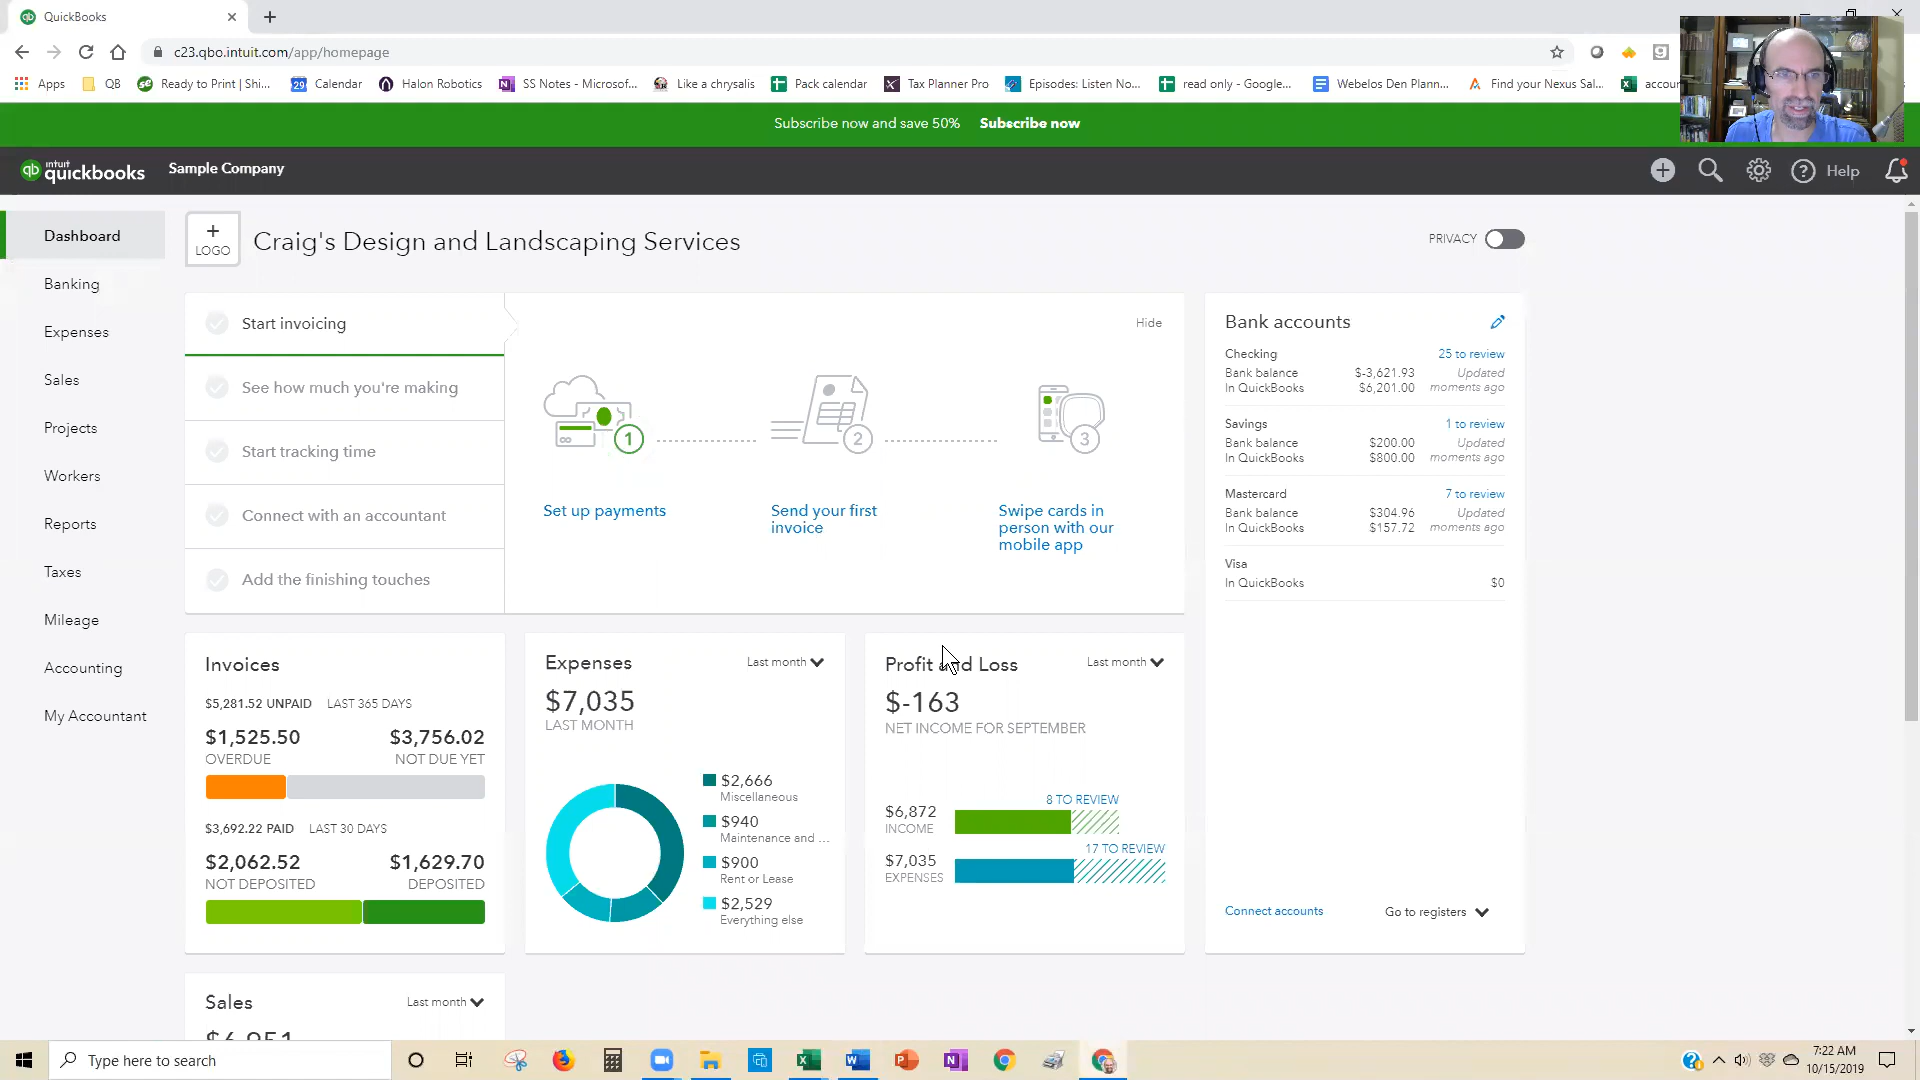 QuickBooks
c23.qbo.intuit.com/app/homepage
Apps QB Ready to Print | Shi... Calendar Halon Robotics SS Notes - Microsof... Like a chrysalis Pack calendar Tax Planner Pro Episodes: Listen No... read only - Google... Webelos Den Plann... Find your Nexus Sal... accour
Subscribe now and save 50% Subscribe now
qb intuit quickbooks Sample Company Help
Dashboard
Banking
Expenses
Sales
Projects
Workers
Reports
Taxes
Mileage
Accounting
My Accountant
+
LOGO
Craig's Design and Landscaping Services
PRIVACY
Start invoicing
See how much you're making
Start tracking time
Connect with an accountant
Add the finishing touches
Hide
1
2
3
Set up payments
Send your first
invoice
Swipe cards in
person with our
mobile app
Bank accounts
Checking 25 to review
Bank balance $-3,621.93 Updated
In QuickBooks $6,201.00 moments ago
Savings 1 to review
Bank balance $200.00 Updated
In QuickBooks $800.00 moments ago
Mastercard 7 to review
Bank balance $304.96 Updated
In QuickBooks $157.72 moments ago
Visa
In QuickBooks $0
Connect accounts Go to registers
Invoices
$5,281.52 UNPAID LAST 365 DAYS
$1,525.50 $3,756.02
OVERDUE NOT DUE YET
$3,692.22 PAID LAST 30 DAYS
$2,062.52 $1,629.70
NOT DEPOSITED DEPOSITED
Expenses Last month
$7,035
LAST MONTH
$2,666
Miscellaneous
$940
Maintenance and ...
$900
Rent or Lease
$2,529
Everything else
Profit and Loss Last month
$-163
NET INCOME FOR SEPTEMBER
8 TO REVIEW
$6,872
INCOME
17 TO REVIEW
$7,035
EXPENSES
Sales Last month
$6,951
Type here to search
7:22 AM
10/15/2019